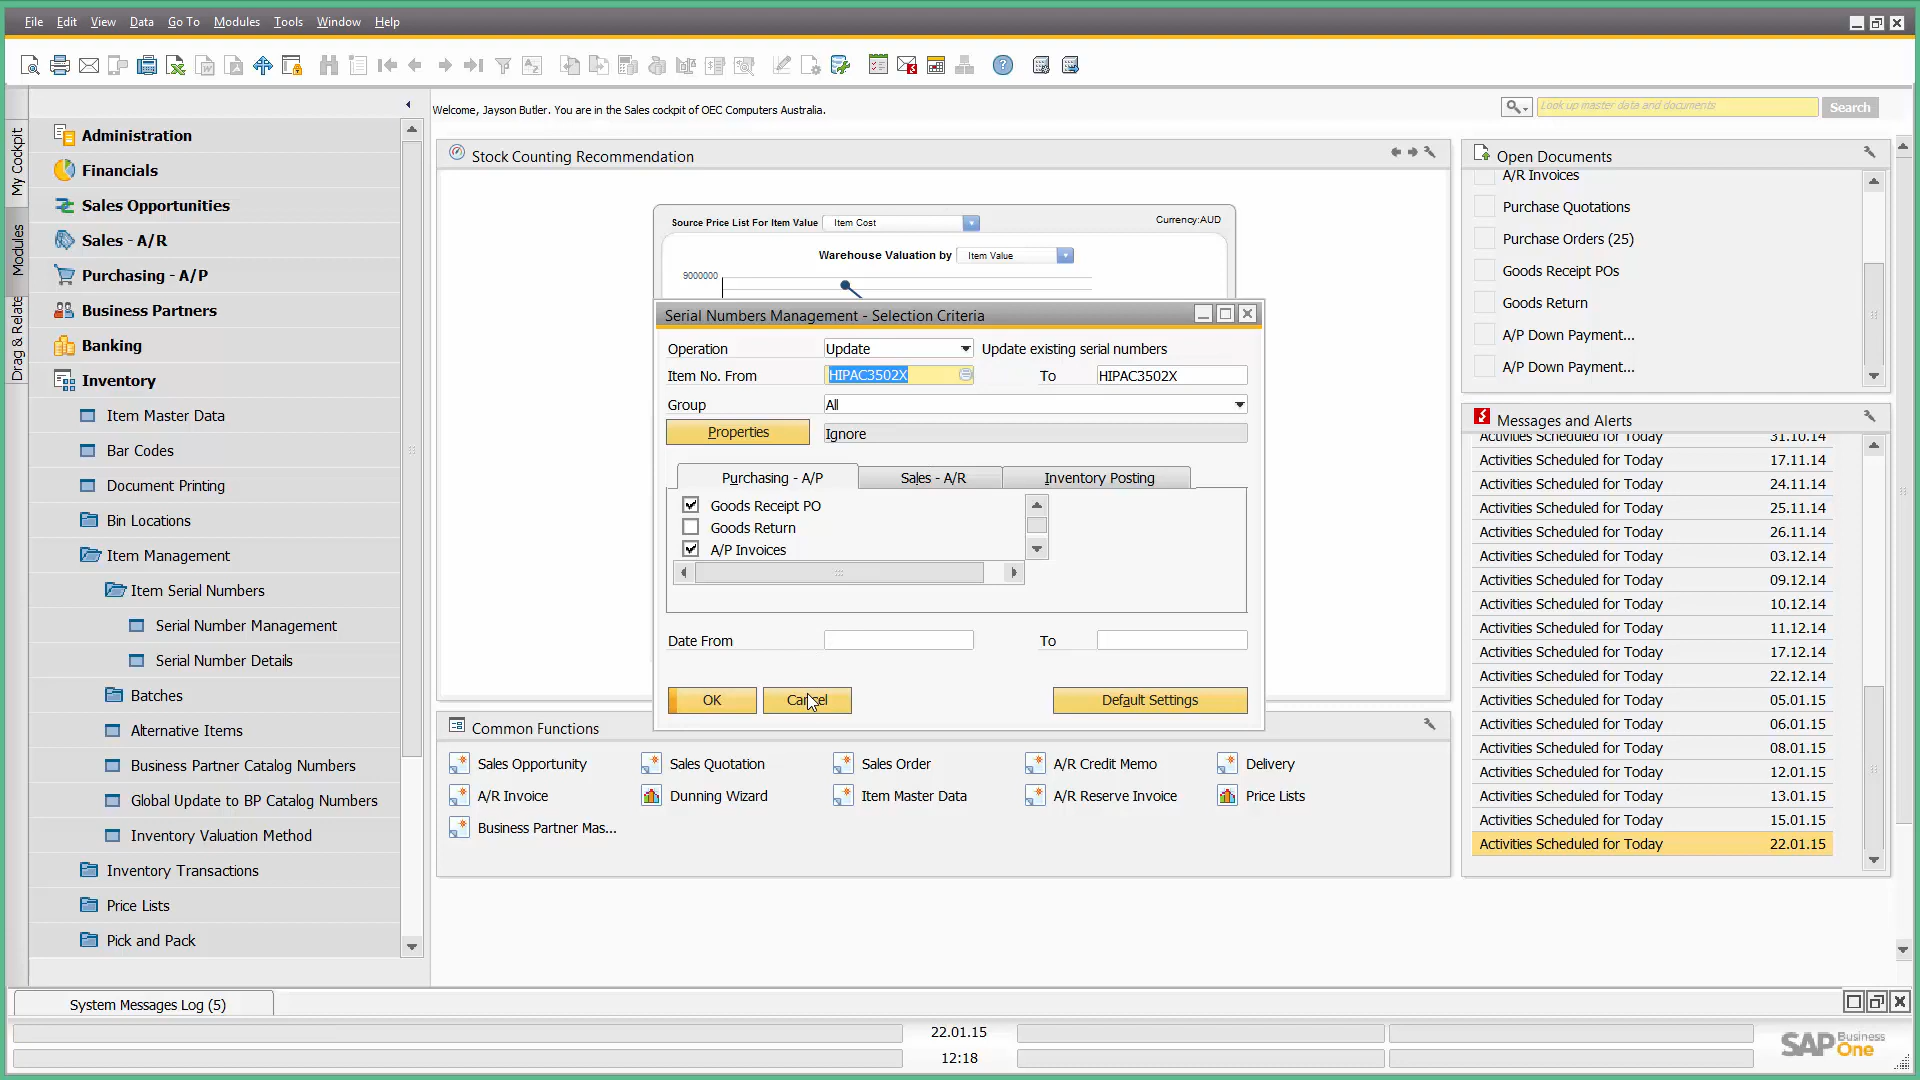 File Edit View Data Go To Modules Tools Window Help
Welcome, Jayson Butler. You are in the Sales cockpit of OEC Computers Australia.
Look up master data and documents
Search
My Cockpit
Modules
Drag & Relate
Administration
Financials
Sales Opportunities
Sales - A/R
Purchasing - A/P
Business Partners
Banking
Inventory
Item Master Data
Bar Codes
Document Printing
Bin Locations
Item Management
Item Serial Numbers
Serial Number Management
Serial Number Details
Batches
Alternative Items
Business Partner Catalog Numbers
Global Update to BP Catalog Numbers
Inventory Valuation Method
Inventory Transactions
Price Lists
Pick and Pack
Stock Counting Recommendation
Source Price List For Item Value Item Cost Currency:AUD
Warehouse Valuation by Item Value
9000000
Serial Numbers Management - Selection Criteria
Operation Update Update existing serial numbers
Item No. From HIPAC3502X To HIPAC3502X
Group All
Properties Ignore
Purchasing - A/P Sales - A/R Inventory Posting
Goods Receipt PO
Goods Return
A/P Invoices
Date From To
OK Cancel Default Settings
Common Functions
Sales Opportunity Sales Quotation Sales Order A/R Credit Memo Delivery
A/R Invoice Dunning Wizard Item Master Data A/R Reserve Invoice Price Lists
Business Partner Mas...
Open Documents
A/R Invoices
Purchase Quotations
Purchase Orders (25)
Goods Receipt POs
Goods Return
A/P Down Payment...
A/P Down Payment...
Messages and Alerts
Activities Scheduled for Today 31.10.14
Activities Scheduled for Today 17.11.14
Activities Scheduled for Today 24.11.14
Activities Scheduled for Today 25.11.14
Activities Scheduled for Today 26.11.14
Activities Scheduled for Today 03.12.14
Activities Scheduled for Today 09.12.14
Activities Scheduled for Today 10.12.14
Activities Scheduled for Today 11.12.14
Activities Scheduled for Today 17.12.14
Activities Scheduled for Today 22.12.14
Activities Scheduled for Today 05.01.15
Activities Scheduled for Today 06.01.15
Activities Scheduled for Today 08.01.15
Activities Scheduled for Today 12.01.15
Activities Scheduled for Today 13.01.15
Activities Scheduled for Today 15.01.15
Activities Scheduled for Today 22.01.15
System Messages Log (5)
22.01.15
12:18
SAP Business One